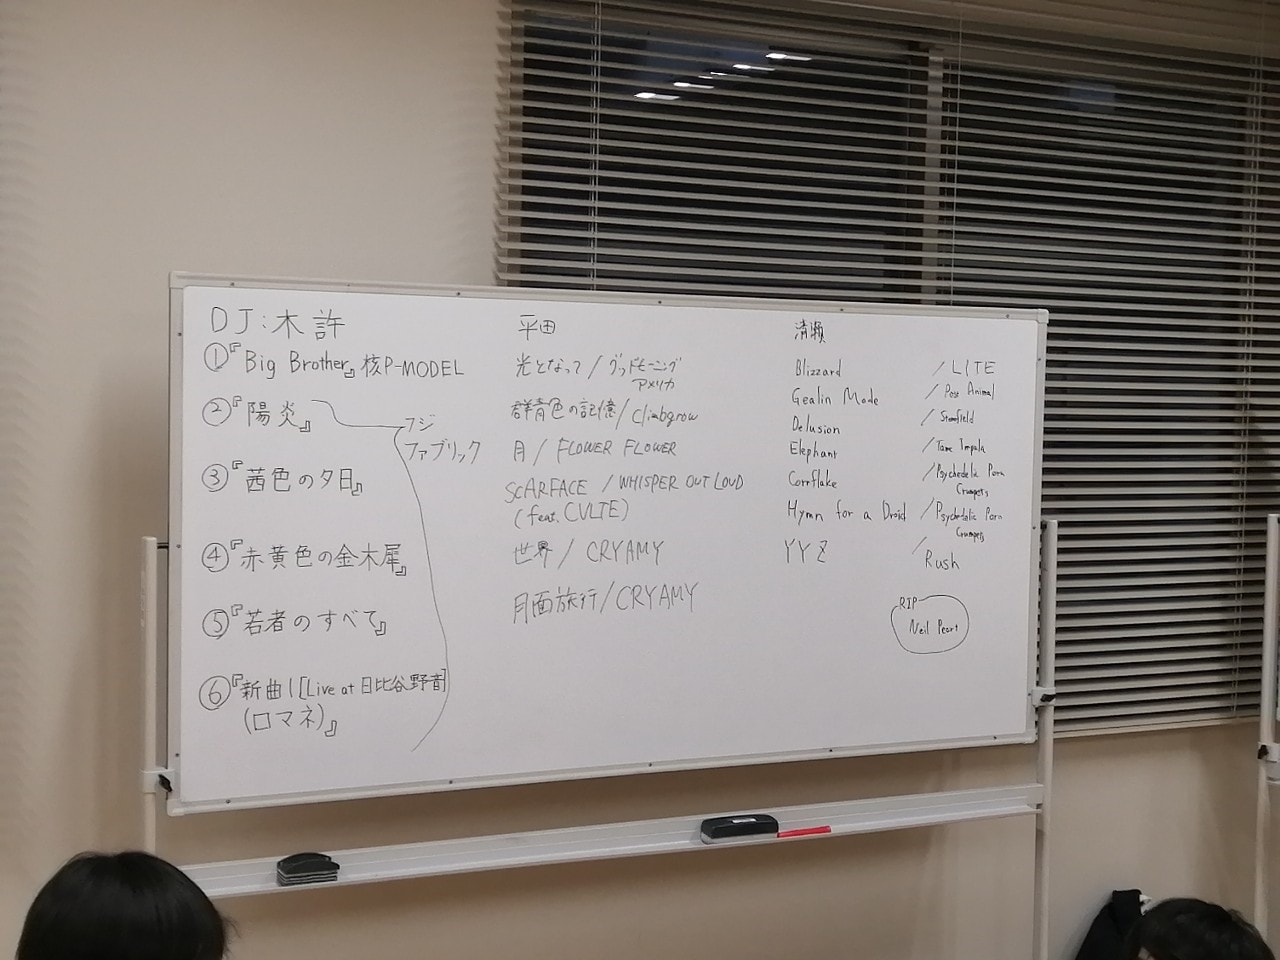 DJ:木許
①『Big Brother』核P-MODEL
②『陽炎』
フジ
ファブリック
③『茜色の夕日』
④『赤黄色の金木犀』
⑤『若者のすべて』
⑥『新曲1[Live at 日比谷野音]
(ロマネ)』
平田
光となって/グッドモーニング
アメリカ
群青色の記憶/Climbgrow
月/FLOWER FLOWER
SCARFACE/WHISPER OUT LOUD
(feat. CVLTE)
世界/CRYAMY
月面旅行/CRYAMY
清瀬
Blizzard /LITE
Gealin Mode /Post Animal
Delusion /
Elephant /Tame Impala
Cornflake /Psychedelic Porn
Crumpets
Hymn for a Droid /Psychedelic Porn
Crumpets
YYZ /Rush
RIP
Neil Peart